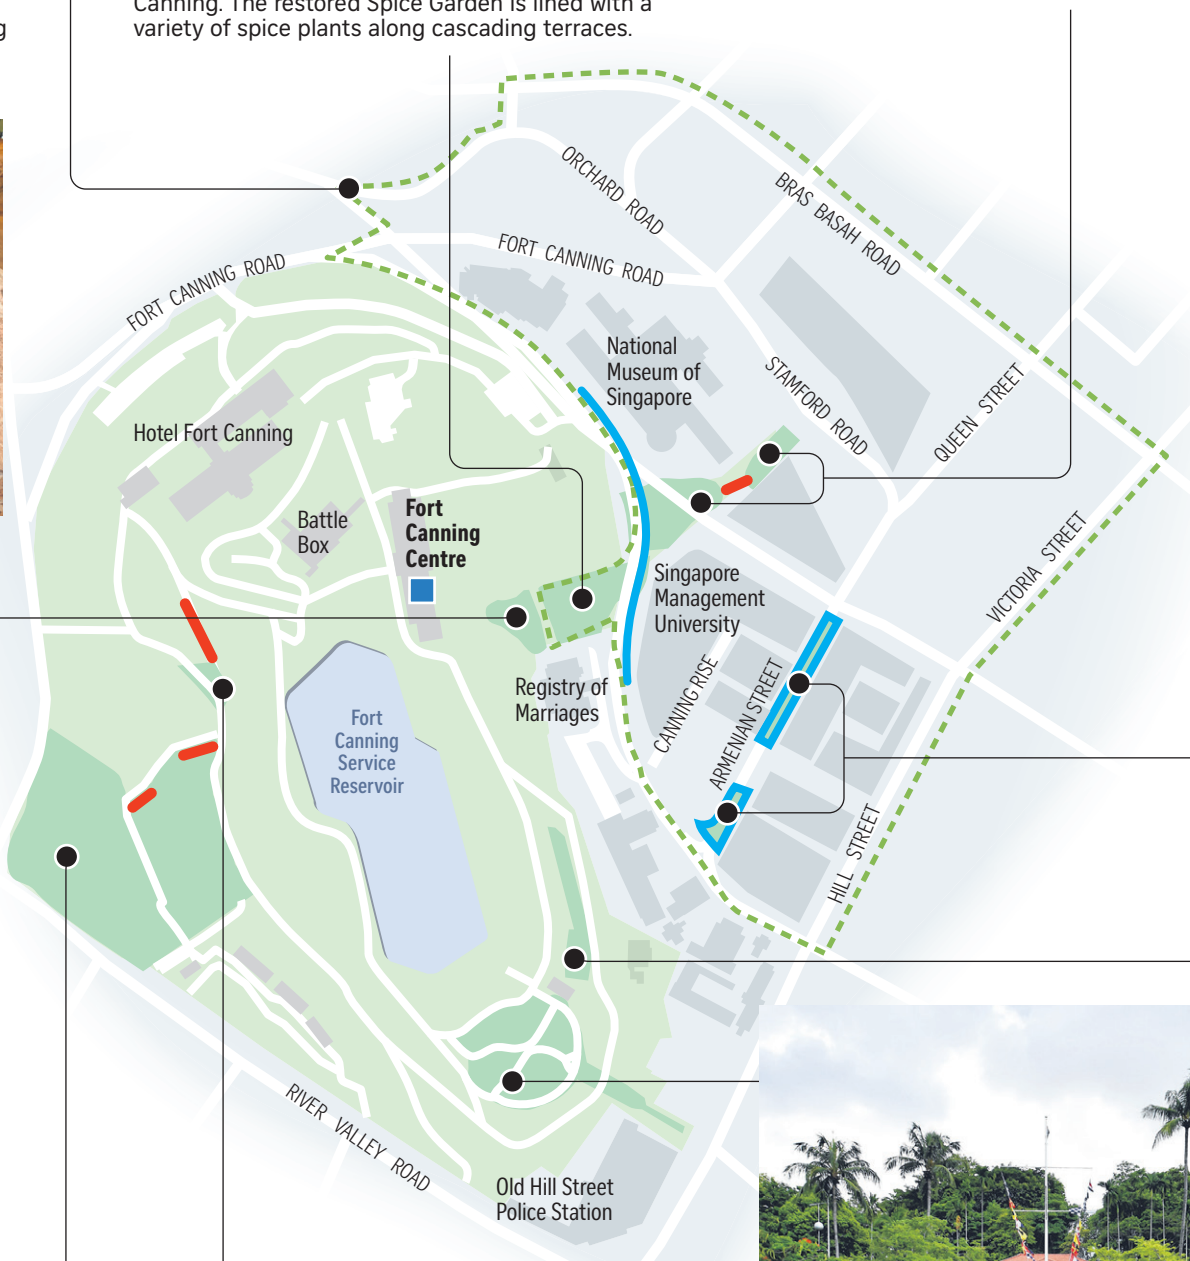 Canning. The restored Spice Garden is lined with a
variety of spice plants along cascading terraces.
g
ORCHARD ROAD
BRAS BASAH ROAD
FORT CANNING ROAD
FORT CANNING ROAD
National
Museum of
Singapore
STAMFORD ROAD
QUEEN STREET
Hotel Fort Canning
Battle
Box
Fort
Canning
Centre
VICTORIA STREET
Singapore
Management
University
Registry of
Marriages
CANNING RISE
ARMENIAN STREET
Fort
Canning
Service
Reservoir
HILL STREET
RIVER VALLEY ROAD
Old Hill Street
Police Station